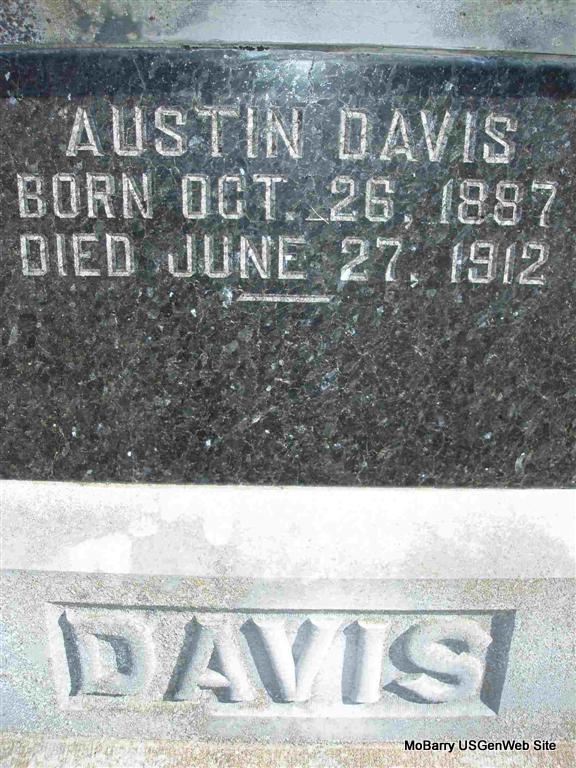 AUSTIN DAVIS
BORN OCT. 26, 1887
DIED JUNE 27, 1912
DAVIS
MoBarry USGenWeb Site